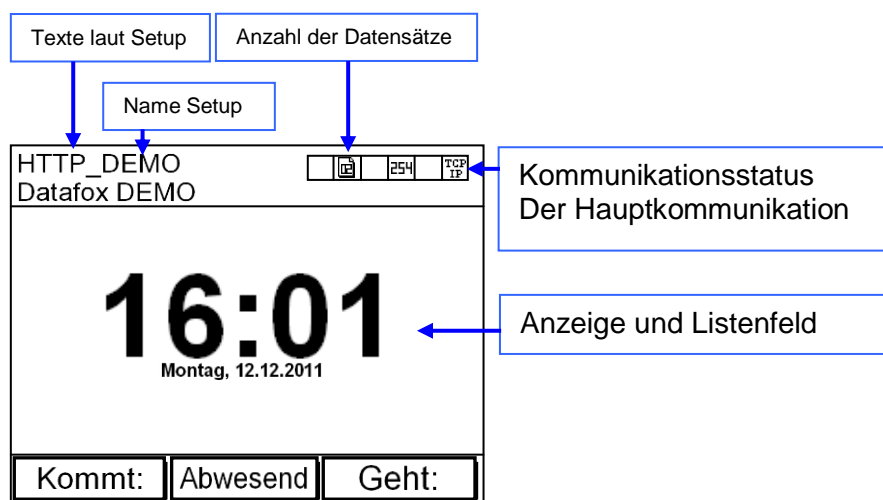 Texte laut Setup
Anzahl der Datensätze
Name Setup
HTTP_DEMO
254
TCP
IP
Datafox DEMO
Kommunikationsstatus
Der Hauptkommunikation
16:01
Montag, 12.12.2011
Anzeige und Listenfeld
Kommt:
Abwesend
Geht: